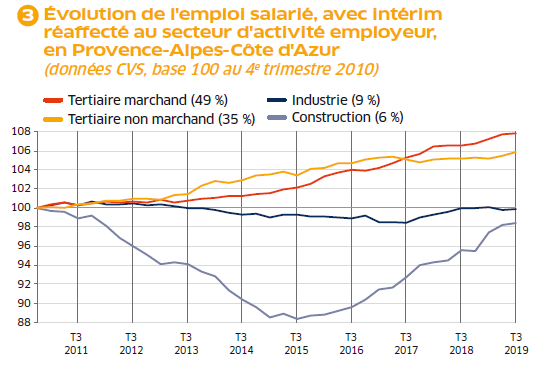 3 Évolution de l'emploi salarié, avec intérim
réaffecté au secteur d'activité employeur,
en Provence-Alpes-Côte d'Azur
(données CVS, base 100 au 4e trimestre 2010)
Tertiaire marchand (49 %) Industrie (9 %)
Tertiaire non marchand (35 %) Construction (6 %)
108
106
104
102
100
98
96
94
92
90
88
T3 T3 T3 T3 T3 T3 T3 T3 T3
2011 2012 2013 2014 2015 2016 2017 2018 2019